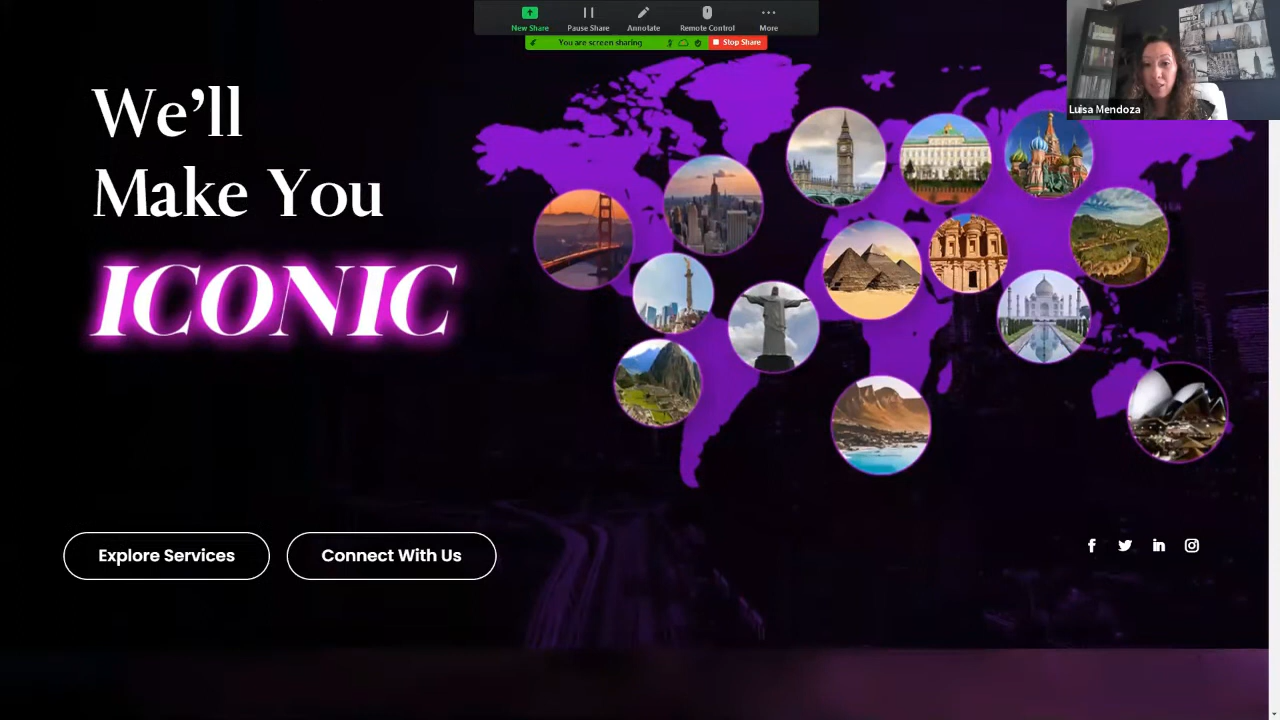 New Share
Pause Share
Annotate
Remote Control
More
You are screen sharing
Stop Share
Luisa Mendoza
We'll
Make You
ICONIC
Explore Services
Connect With Us